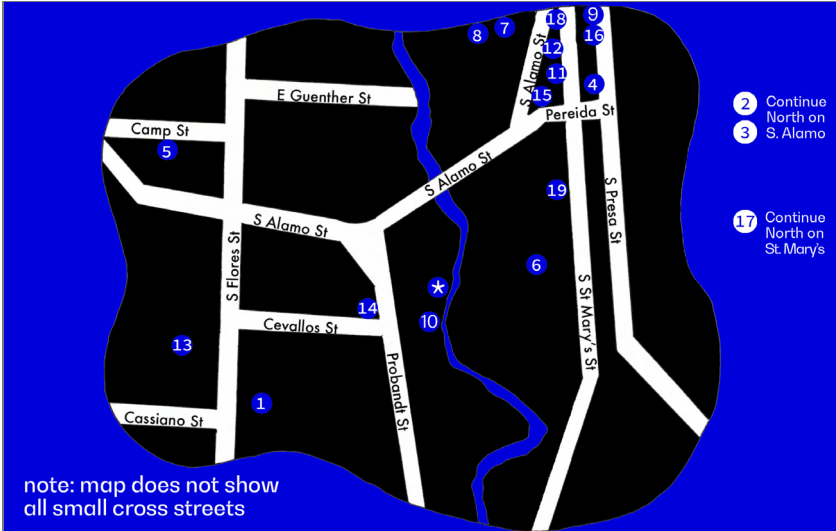 18
9
8
7
16
12
S Alamo St
11
4
15
E Guenther St
2
Continue
North on
3
S. Alamo
Pereida St
Camp St
5
S Alamo St
19
S Presa St
S Alamo St
17
Continue
North on
St. Mary's
S Flores St
6
*
14
10
S St Mary's St
Cevallos St
13
Probandt St
1
Cassiano St
note: map does not show
all small cross streets